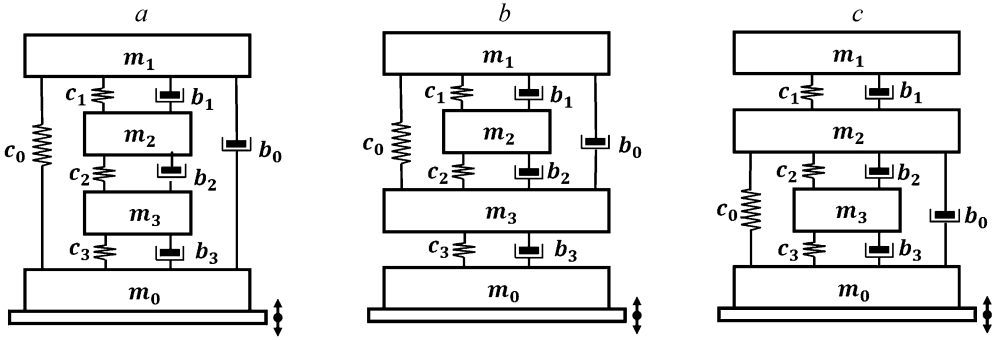 a b c
m₁ m₁ m₁
c₁ b₁ c₁ b₁ c₁ b₁
m₂ m₂ m₂
c₀ c₂ b₂ b₀ c₀ c₂ b₂ b₀ c₂ b₂
m₃ m₃ c₀ m₃ b₀
c₃ b₃ c₃ b₃ c₃ b₃
m₀ m₀ m₀